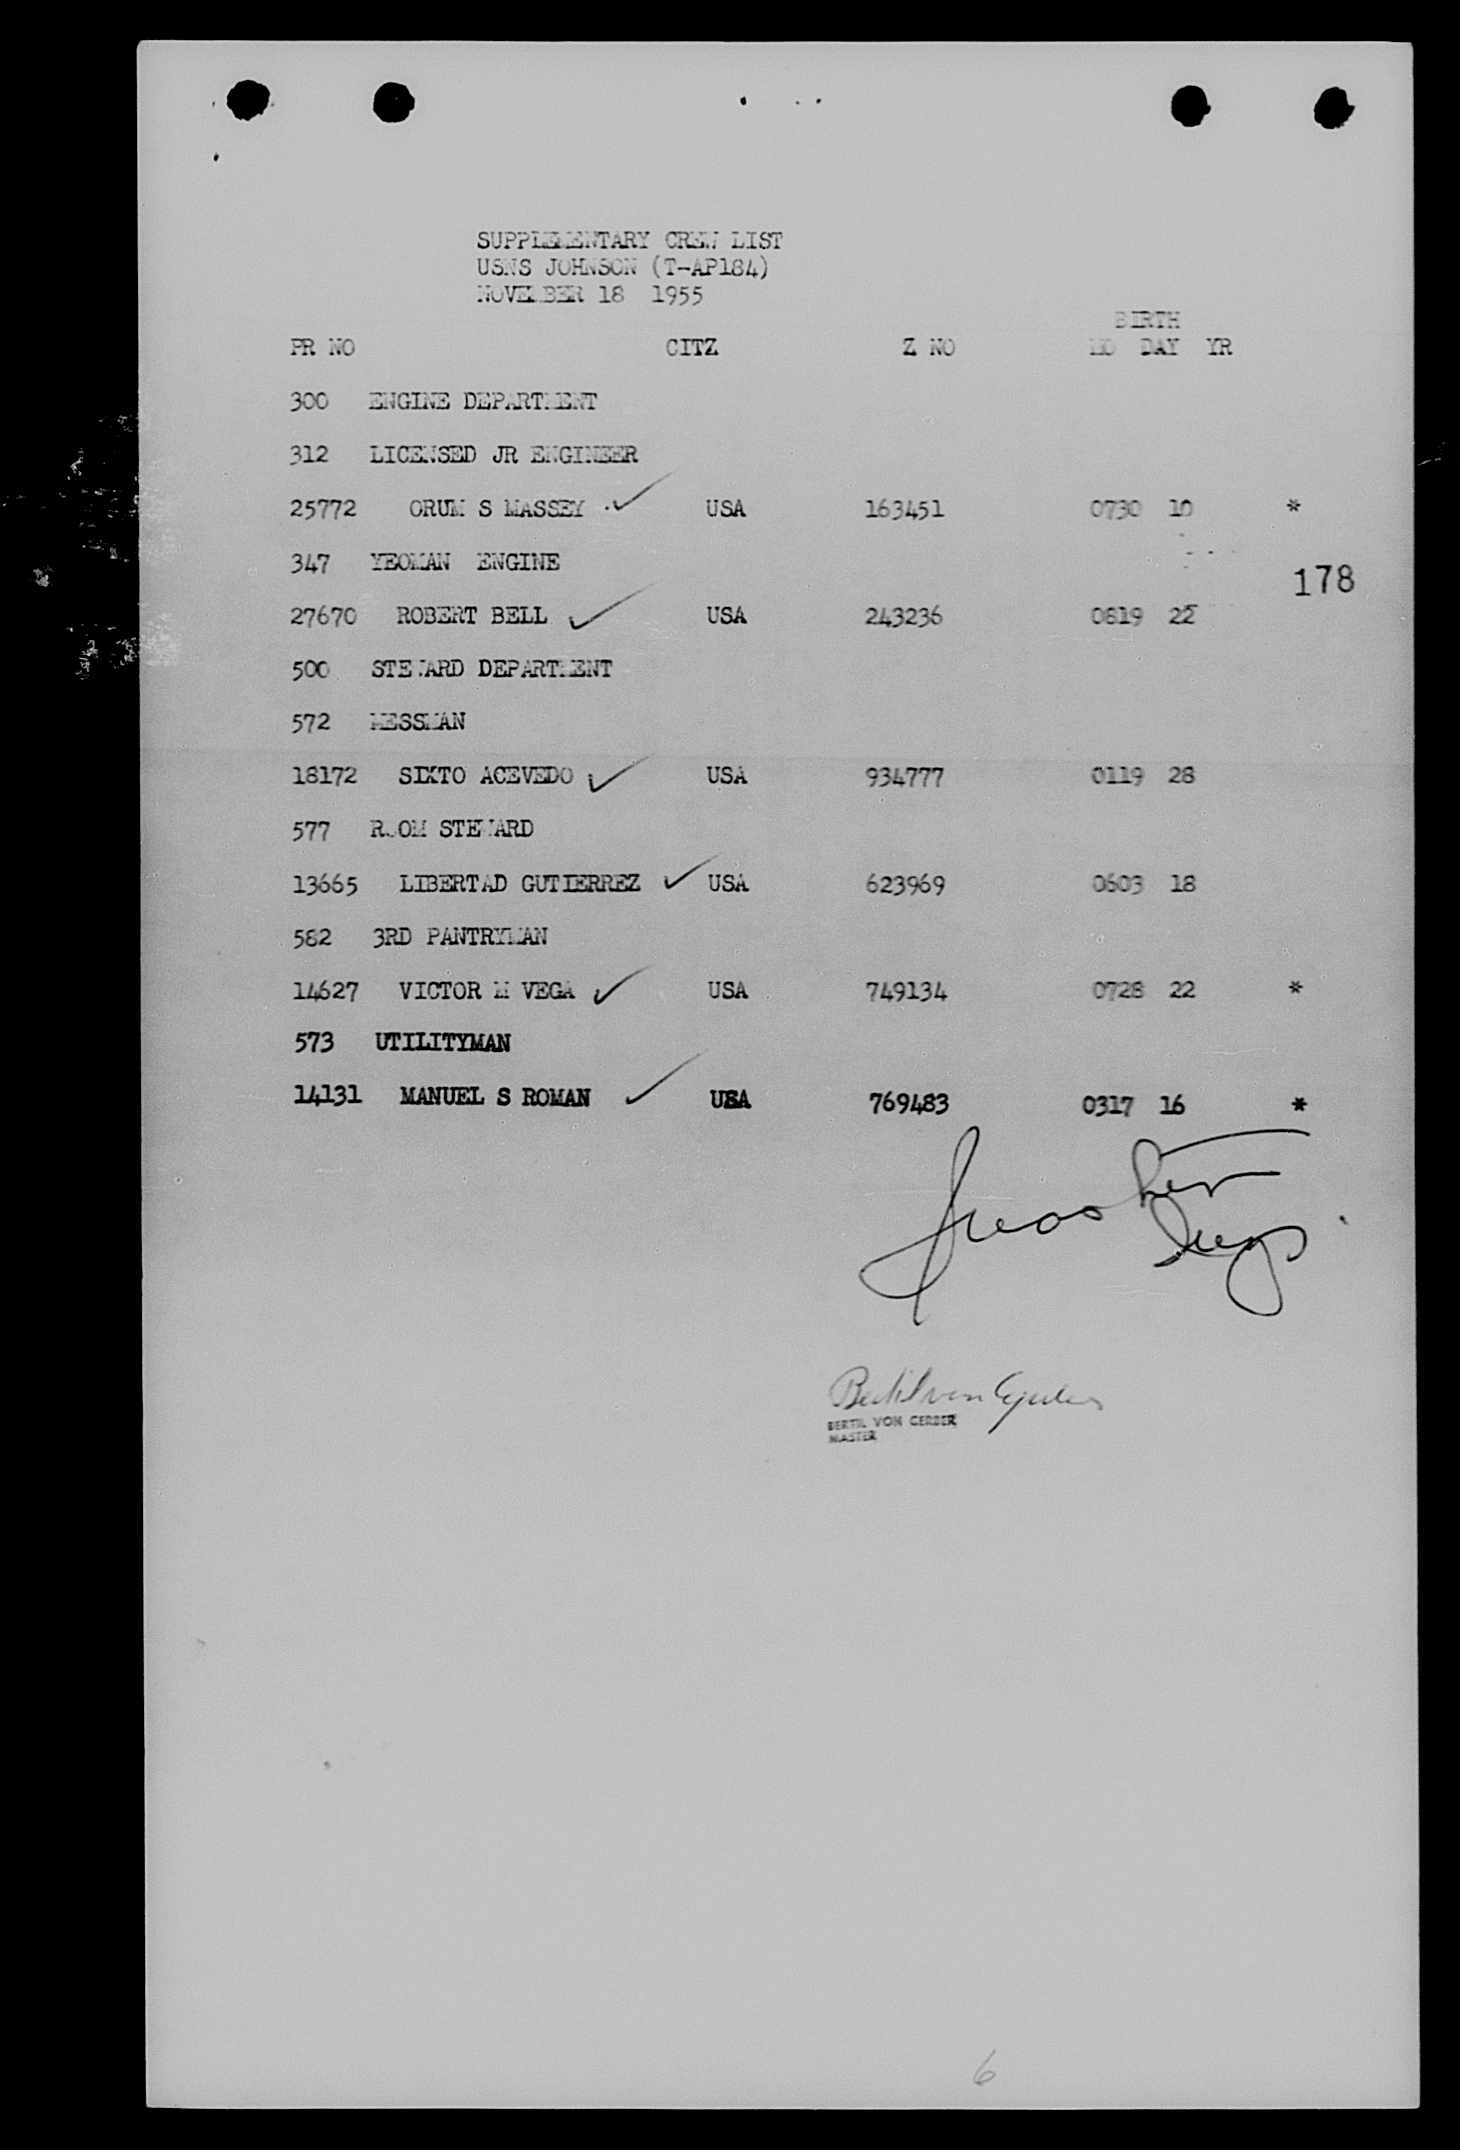 SUPPLEMENTARY CREW LIST
USNS JOHNSON (T-AP184)
NOVEMBER 18 1955
BIRTH
PR NO CITZ Z NO MO DAY YR
300 ENGINE DEPARTMENT
312 LICENSED JR ENGINEER
25772 ORUM S MASSEY USA 163451 0730 10 *
347 YEOMAN ENGINE
178
27670 ROBERT BELL USA 243236 0819 22
500 STEWARD DEPARTMENT
572 MESSMAN
18172 SIXTO ACEVEDO USA 934777 0119 28
577 ROOM STEWARD
13665 LIBERTAD GUTIERREZ USA 623969 0603 18
582 3RD PANTRYMAN
14627 VICTOR M VEGA USA 749134 0728 22 *
573 UTILITYMAN
14131 MANUEL S ROMAN USA 769483 0317 16 *
BERTIL VON GERBER
MASTER
6